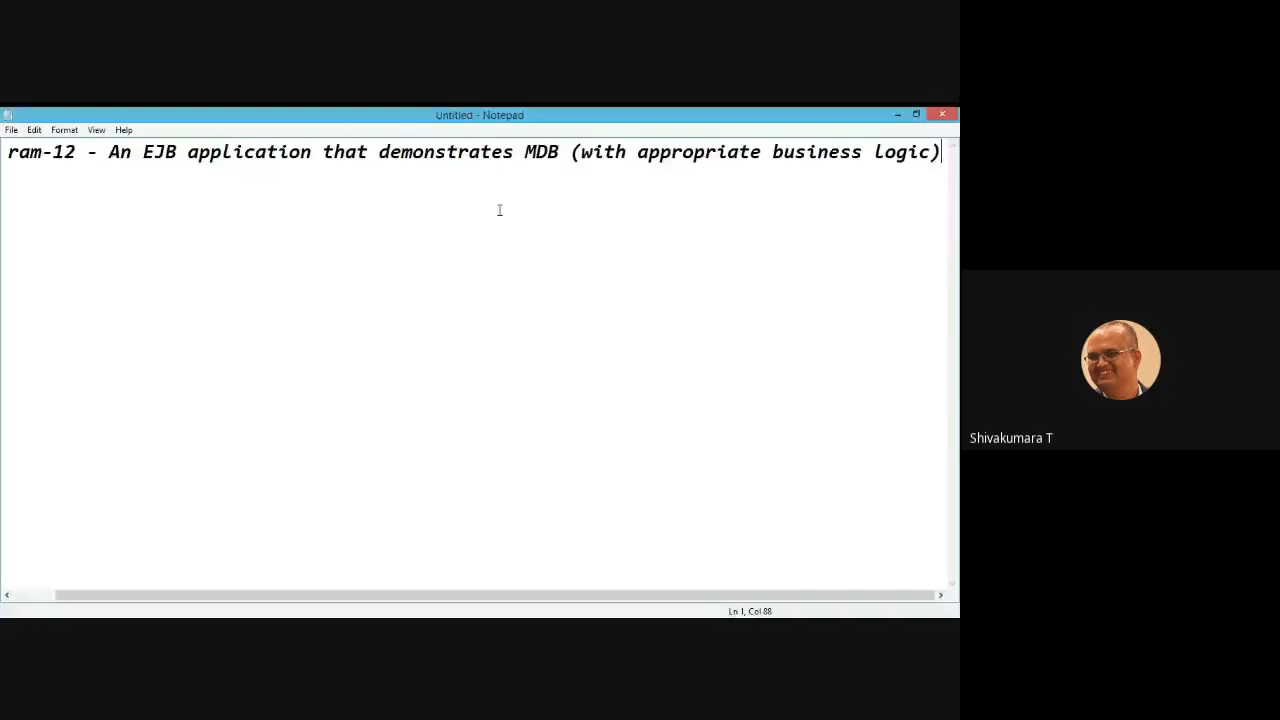 Untitled - Notepad
File Edit Format View Help
ram-12 - An EJB application that demonstrates MDB (with appropriate business logic)
Shivakumara T
Ln 1, Col 88